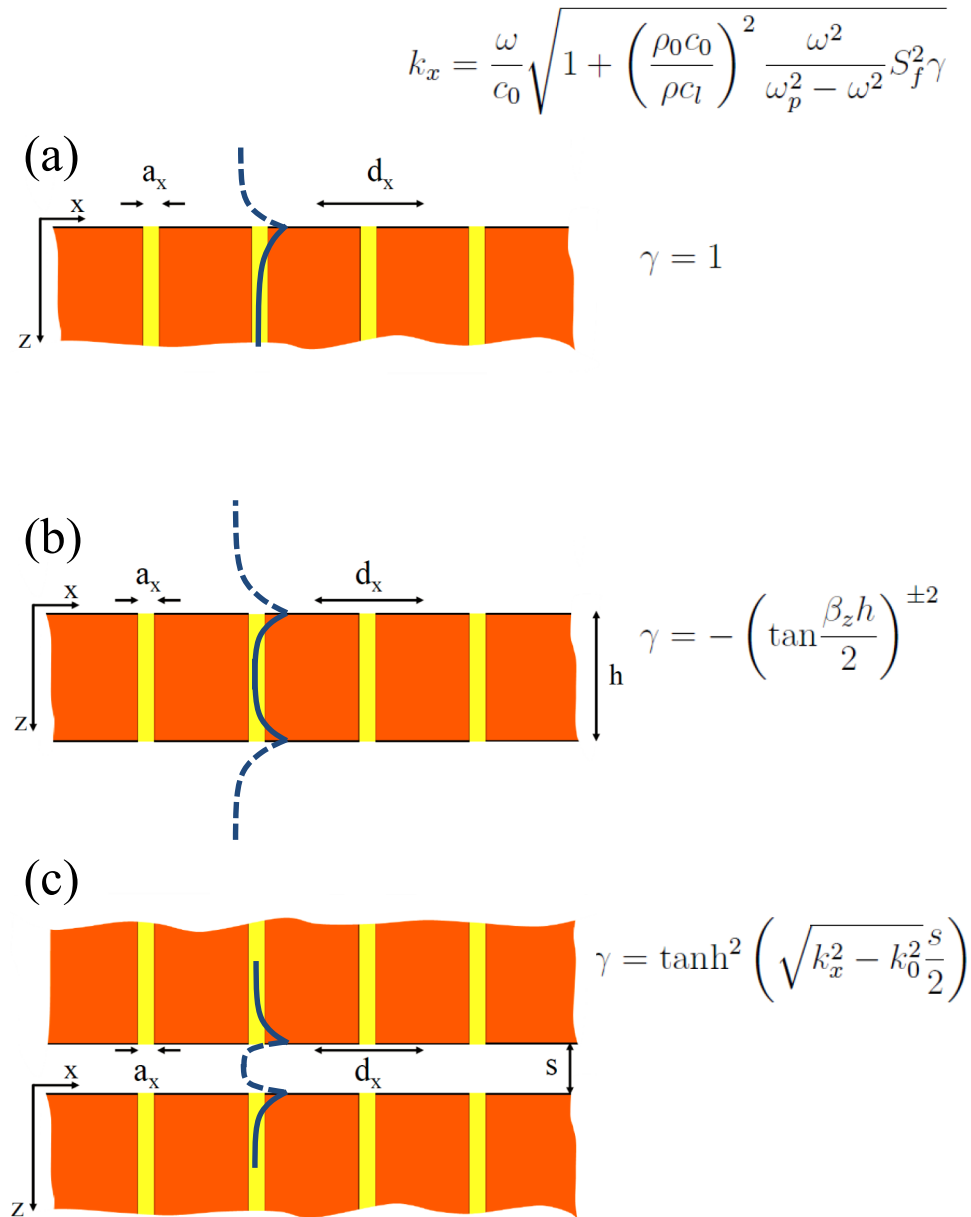 k_x = \frac{\omega}{c_0} \sqrt{1 + \left( \frac{\rho_0 c_0}{\rho c_l} \right)^2 \frac{\omega^2}{\omega_p^2 - \omega^2} S_f^2 \gamma}
(a)
a_x
d_x
x
γ = 1
z
(b)
a_x
d_x
x
\gamma = - \left( \tan \frac{\beta_z h}{2} \right)^{\pm 2}
h
z
(c)
\gamma = \tanh^2 \left( \sqrt{k_x^2 - k_0^2} \frac{s}{2} \right)
s
x
a_x
d_x
z